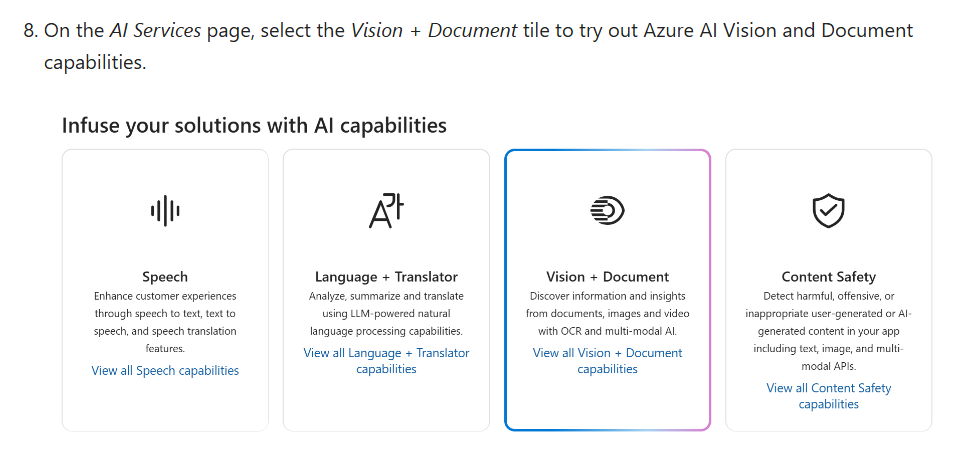 8. On the AI Services page, select the Vision + Document tile to try out Azure AI Vision and Document
capabilities.
Infuse your solutions with AI capabilities
Speech
Enhance customer experiences
through speech to text, text to
speech, and speech translation
features.
View all Speech capabilities
Language + Translator
Analyze, summarize and translate
using LLM-powered natural
language processing capabilities.
View all Language + Translator
capabilities
Vision + Document
Discover information and insights
from documents, images and video
with OCR and multi-modal AI.
View all Vision + Document
capabilities
Content Safety
Detect harmful, offensive, or
inappropriate user-generated or AI-
generated content in your app
including text, image, and multi-
modal APIs.
View all Content Safety
capabilities